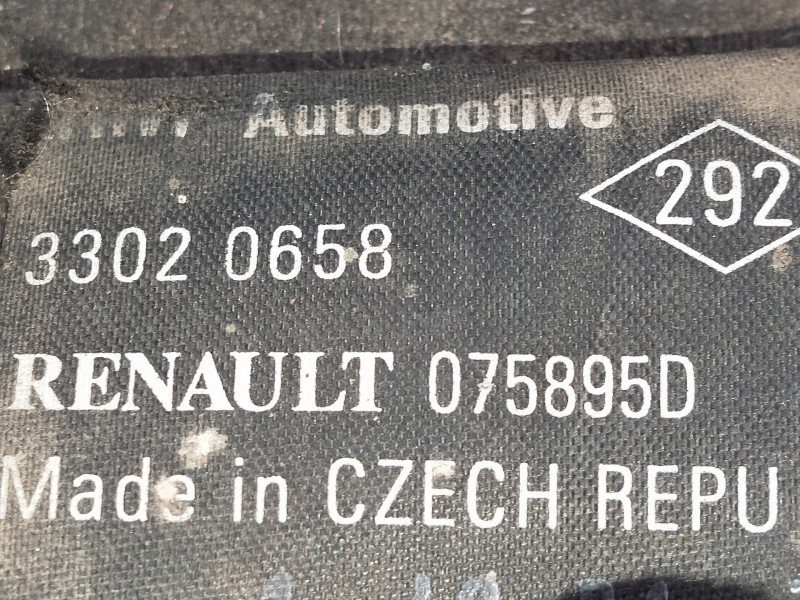 Automotive
292
3302 0658
RENAULT 075895D
Made in CZECH REPU